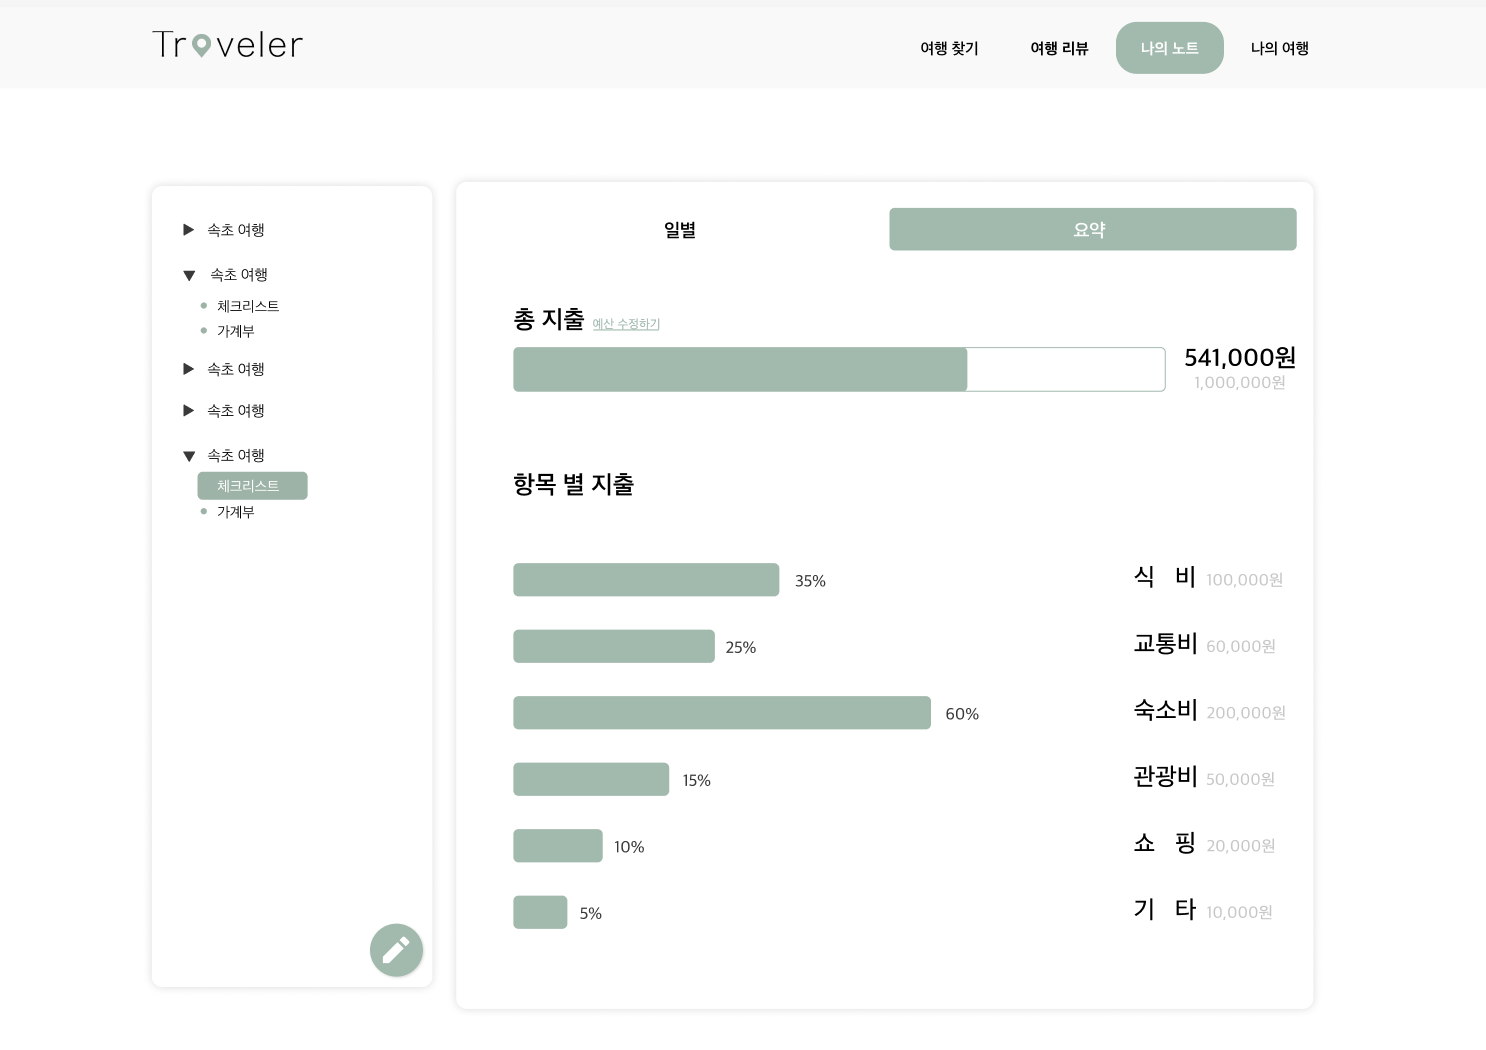 Traveler
여행 찾기
여행 리뷰
나의 노트
나의 여행
속초 여행
속초 여행
체크리스트
가계부
속초 여행
속초 여행
속초 여행
체크리스트
가계부
일별
요약
총 지출 예산 수정하기
541,000원
1,000,000원
항목 별 지출
35% 식 비 100,000원
25% 교통비 60,000원
60% 숙소비 200,000원
15% 관광비 50,000원
10% 쇼 핑 20,000원
5% 기 타 10,000원